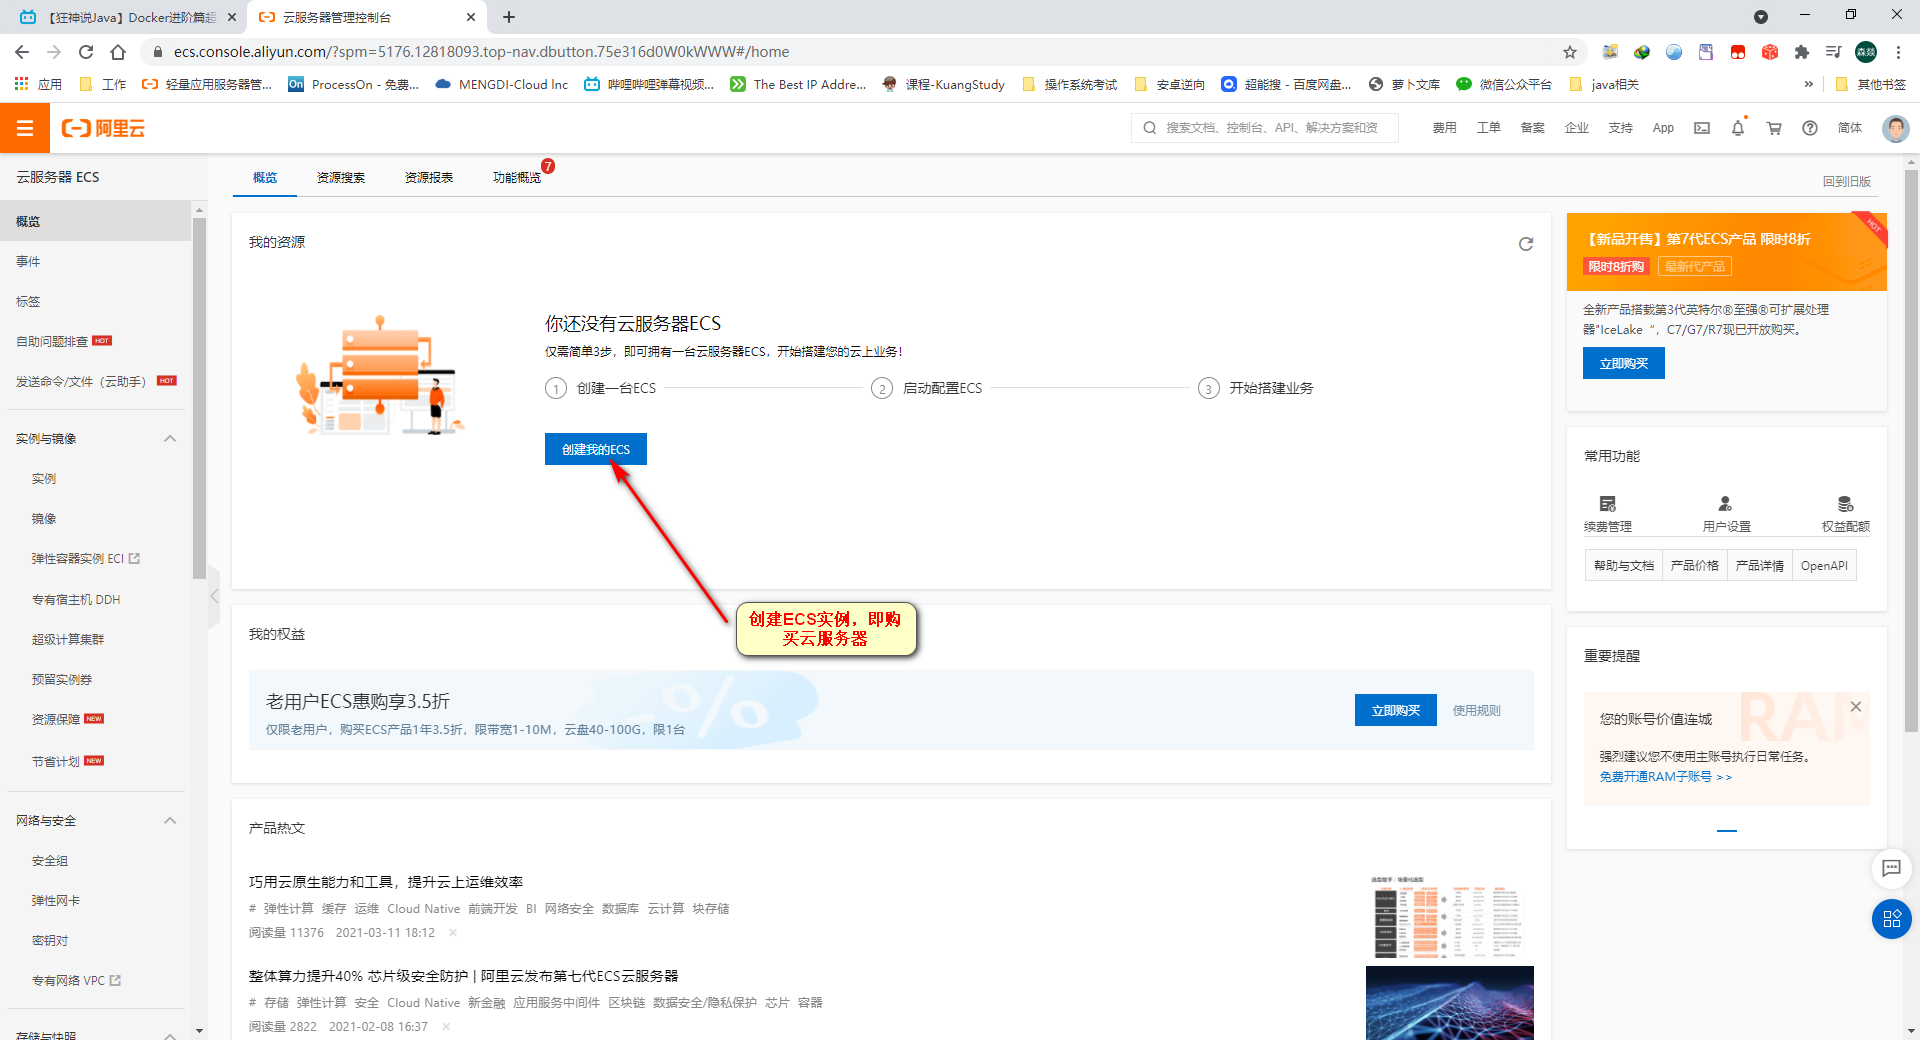 【狂神说Java】Docker进阶篇超
云服务器管理控制台
ecs.console.aliyun.com/?spm=5176.12818093.top-nav.dbutton.75e316d0W0kWWW#/home
森燚
应用
工作
轻量应用服务器管...
On
ProcessOn - 免费...
MENGDI-Cloud Inc
哔哩哔哩弹幕视频...
The Best IP Addre...
课程-KuangStudy
操作系统考试
安卓逆向
超能搜 - 百度网盘...
萝卜文库
微信公众平台
java相关
»
其他书签
阿里云
搜索文档、控制台、API、解决方案和资
费用
工单
备案
企业
支持
App
简体
云服务器 ECS
概览
资源搜索
资源报表
功能概览
7
回到旧版
概览
事件
标签
自助问题排查 HOT
发送命令/文件（云助手） HOT
实例与镜像
实例
镜像
弹性容器实例 ECI
专有宿主机 DDH
超级计算集群
预留实例券
资源保障 NEW
节省计划 NEW
网络与安全
安全组
弹性网卡
密钥对
专有网络 VPC
存储与快照
我的资源
你还没有云服务器ECS
仅需简单3步，即可拥有一台云服务器ECS，开始搭建您的云上业务！
1 创建一台ECS
2 启动配置ECS
3 开始搭建业务
创建我的ECS
创建ECS实例，即购
买云服务器
我的权益
%
老用户ECS惠购享3.5折
仅限老用户，购买ECS产品1年3.5折，限带宽1-10M，云盘40-100G，限1台
立即购买
使用规则
产品热文
巧用云原生能力和工具，提升云上运维效率
# 弹性计算 缓存 运维 Cloud Native 前端开发 BI 网络安全 数据库 云计算 块存储
阅读量 11376 2021-03-11 18:12
整体算力提升40% 芯片级安全防护 | 阿里云发布第七代ECS云服务器
# 存储 弹性计算 安全 Cloud Native 新金融 应用服务中间件 区块链 数据安全/隐私保护 芯片 容器
阅读量 2822 2021-02-08 16:37
HOT
【新品开售】第7代ECS产品 限时8折
限时8折购
最新代产品
全新产品搭载第3代英特尔®至强®可扩展处理
器"IceLake "，C7/G7/R7现已开放购买。
立即购买
常用功能
续费管理
用户设置
权益配额
帮助与文档
产品价格
产品详情
OpenAPI
重要提醒
RAM
您的账号价值连城
强烈建议您不使用主账号执行日常任务。
免费开通RAM子账号 >>